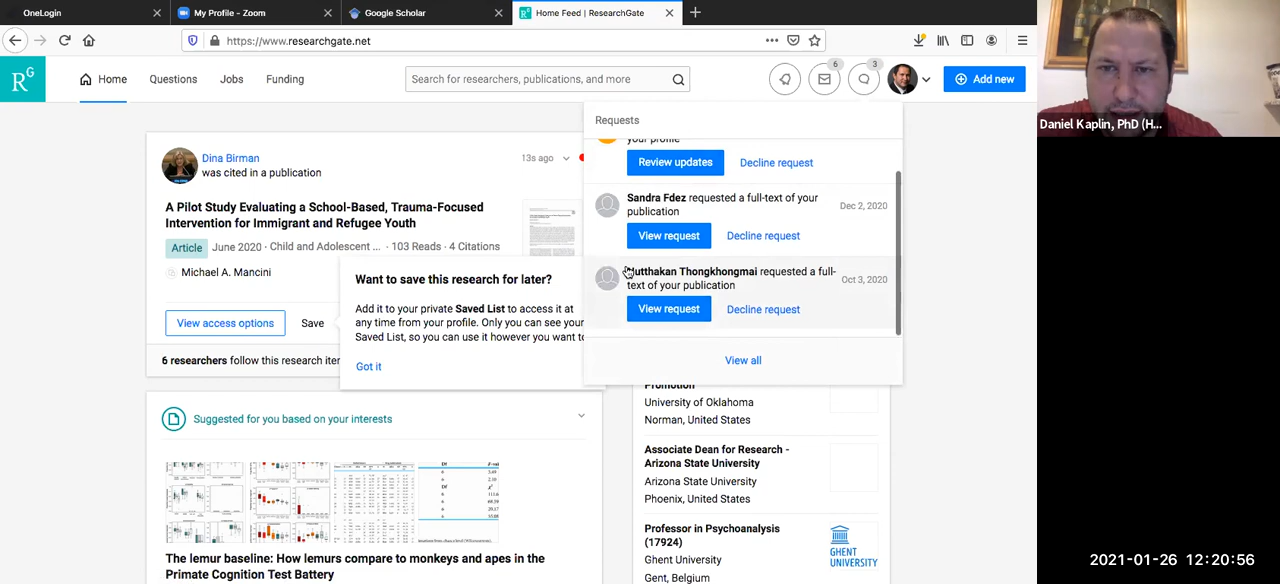 OneLogin
My Profile - Zoom
Google Scholar
Home Feed | ResearchGate
https://www.researchgate.net
RG
Home
Questions
Jobs
Funding
Search for researchers, publications, and more
6
3
Add new
Daniel Kaplin, PhD (H...
Requests
your profile
Review updates
Decline request
Sandra Fdez requested a full-text of your
publication
Dec 2, 2020
View request
Decline request
Nutthakan Thongkhongmai requested a full-
text of your publication
Oct 3, 2020
View request
Decline request
View all
Dina Birman
was cited in a publication
13s ago
A Pilot Study Evaluating a School-Based, Trauma-Focused
Intervention for Immigrant and Refugee Youth
Article
June 2020 · Child and Adolescent ... · 103 Reads · 4 Citations
Michael A. Mancini
View access options
Save
6 researchers follow this research iter
Want to save this research for later?
Add it to your private Saved List to access it at
any time from your profile. Only you can see your
Saved List, so you can use it however you want to
Got it
Suggested for you based on your interests
The lemur baseline: How lemurs compare to monkeys and apes in the
Primate Cognition Test Battery
Promotion
University of Oklahoma
Norman, United States
Associate Dean for Research -
Arizona State University
Arizona State University
Phoenix, United States
Professor in Psychoanalysis
(17924)
Ghent University
Gent, Belgium
GHENT
UNIVERSITY
2021-01-26 12:20:56